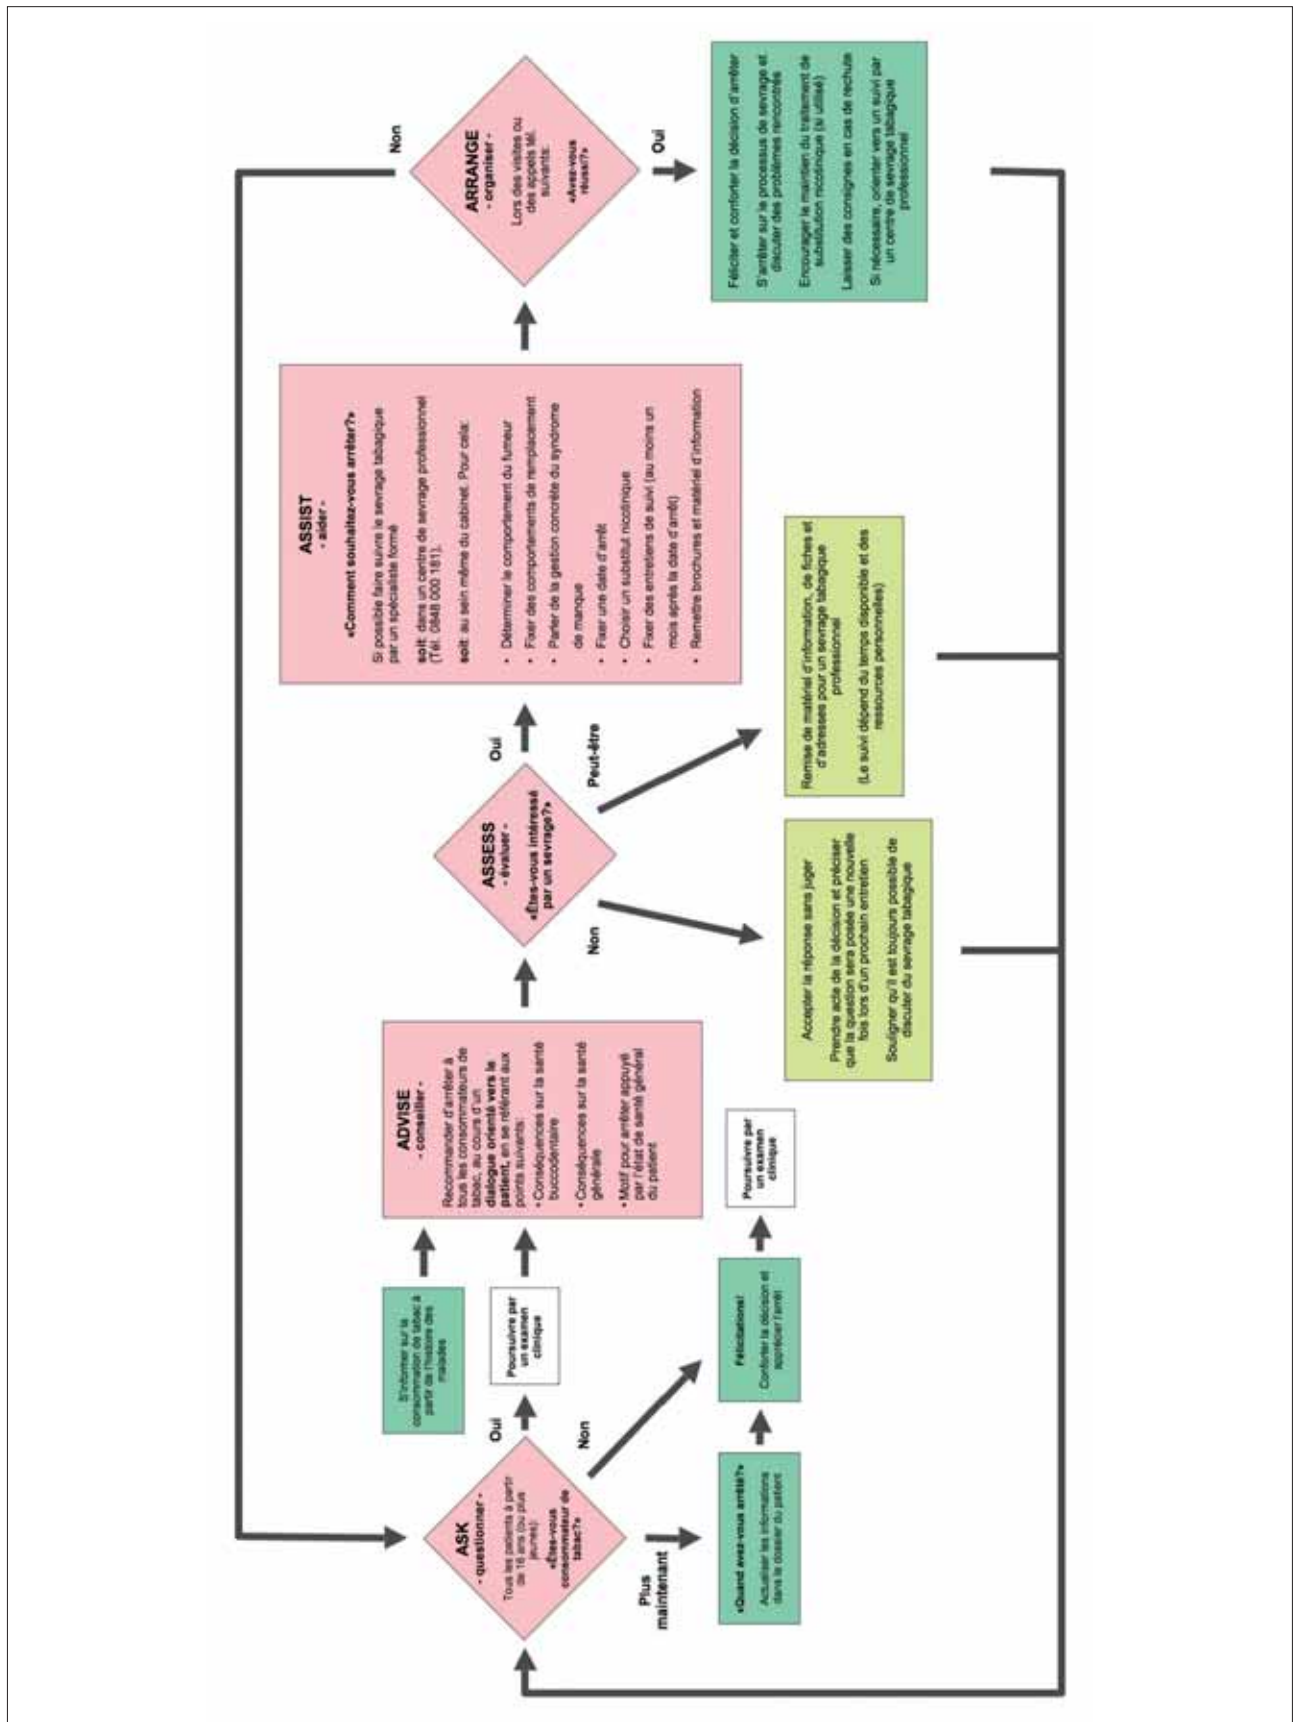 ASK
- questionner -
Tous les patients à partir
de 16 ans (ou plus
jeunes):
«Êtes-vous
consommateur de
tabac?»
Oui
Non
Plus
maintenant
S'informer sur la
consommation de tabac à
partir de l'histoire des
malades
Poursuivre par
un examen
clinique
«Quand avez-vous arrêté?»
Actualiser les informations
dans le dossier du patient
Félicitations!
Conforter la décision et
apprécier l'arrêt
Poursuivre par
un examen
clinique
ADVISE
- conseiller -
Recommander d'arrêter à
tous les consommateurs de
tabac, au cours d'un
dialogue orienté vers le
patient, en se référant aux
points suivants:
• Conséquences sur la santé
buccodentaire
• Conséquences sur la santé
générale
• Motif pour arrêter appuyé
par l'état de santé général
du patient
ASSESS
- évaluer -
«Êtes-vous intéressé
par un sevrage?»
Oui
Non
Peut-être
Accepter la réponse sans juger
Prendre acte de la décision et préciser
que la question sera posée une nouvelle
fois lors d'un prochain entretien
Souligner qu'il est toujours possible de
discuter du sevrage tabagique
Remise de matériel d'information, de fiches et
d'adresses pour un sevrage tabagique
professionnel
(Le suivi dépend du temps disponible et des
ressources personnelles)
ASSIST
- aider -
«Comment souhaitez-vous arrêter?»
Si possible faire suivre le sevrage tabagique
par un spécialiste formé
soit: dans un centre de sevrage professionnel
(Tél. 0848 000 181),
soit: au sein même du cabinet. Pour cela:
• Déterminer le comportement du fumeur
• Fixer des comportements de remplacement
• Parler de la gestion concrète du syndrome
de manque
• Fixer une date d'arrêt
• Choisir un substitut nicotinique
• Fixer des entretiens de suivi (au moins un
mois après la date d'arrêt)
• Remettre brochures et matériel d'information
ARRANGE
- organiser -
Lors des visites ou
des appels tél.
suivants:
«Avez-vous
réussi?»
Non
Oui
Féliciter et conforter la décision d'arrêter
S'arrêter sur le processus de sevrage et
discuter des problèmes rencontrés
Encourager le maintien du traitement de
substitution nicotinique (si utilisé)
Laisser des consignes en cas de rechute
Si nécessaire, orienter vers un suivi par
un centre de sevrage tabagique
professionnel